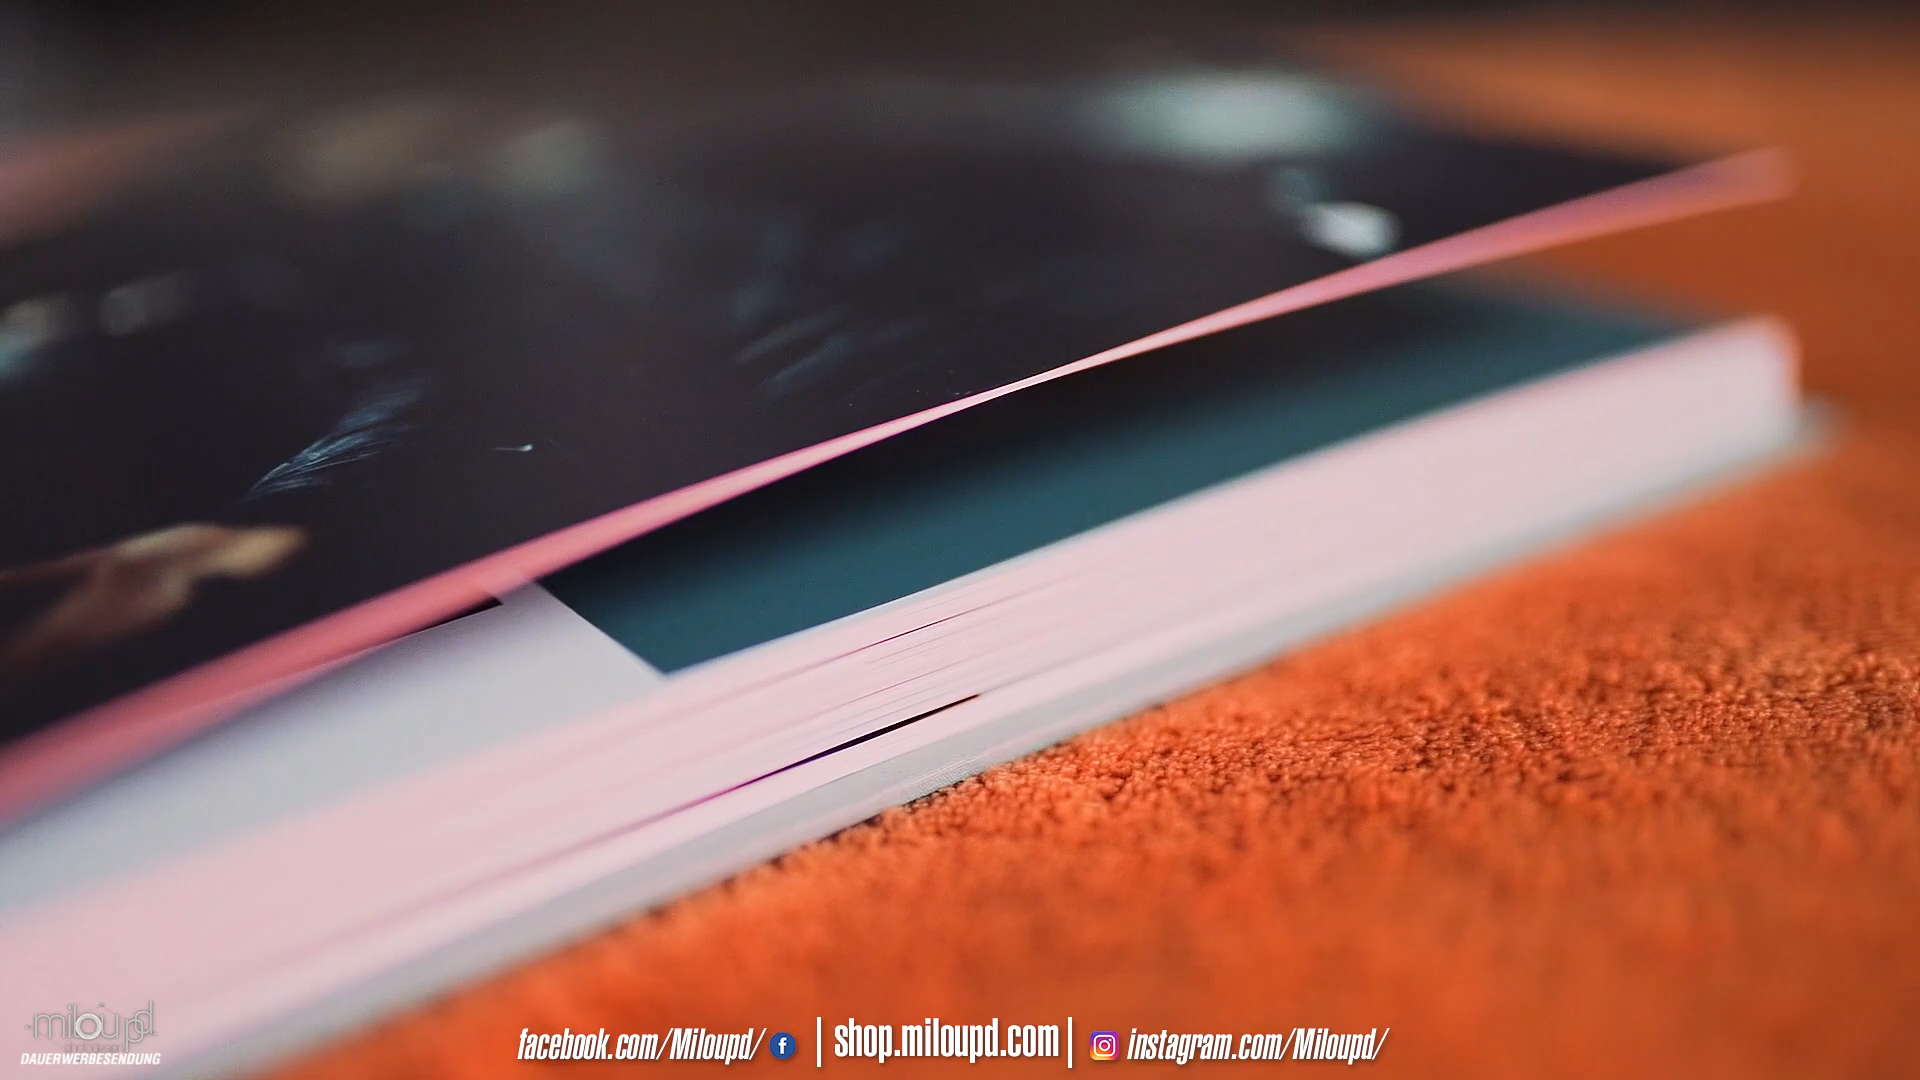 miloupd
DAUERWERBESENDUNG
facebook.com/Miloupd/ | shop.miloupd.com | instagram.com/Miloupd/